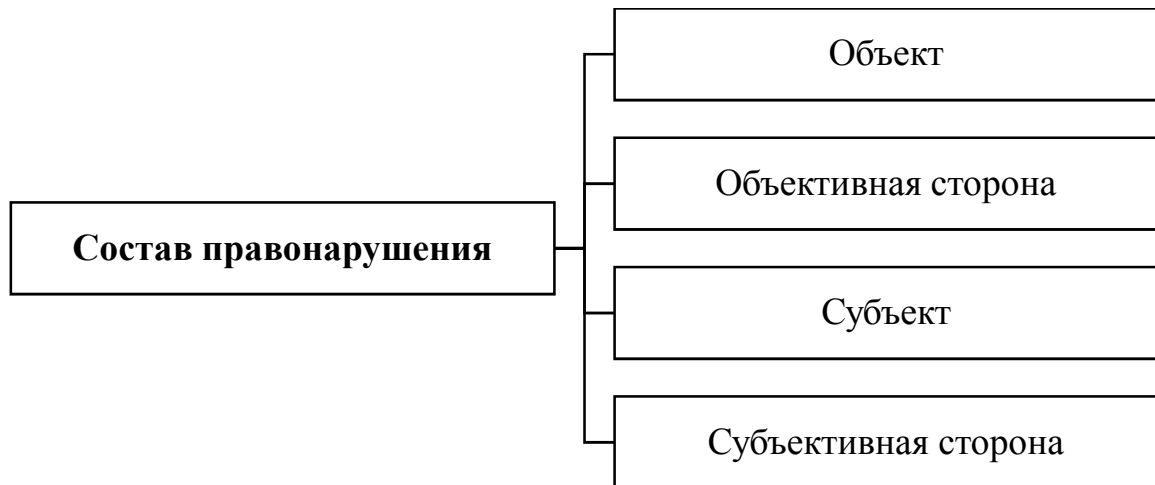 Объект
Объективная сторона
Состав правонарушения
Субъект
Субъективная сторона